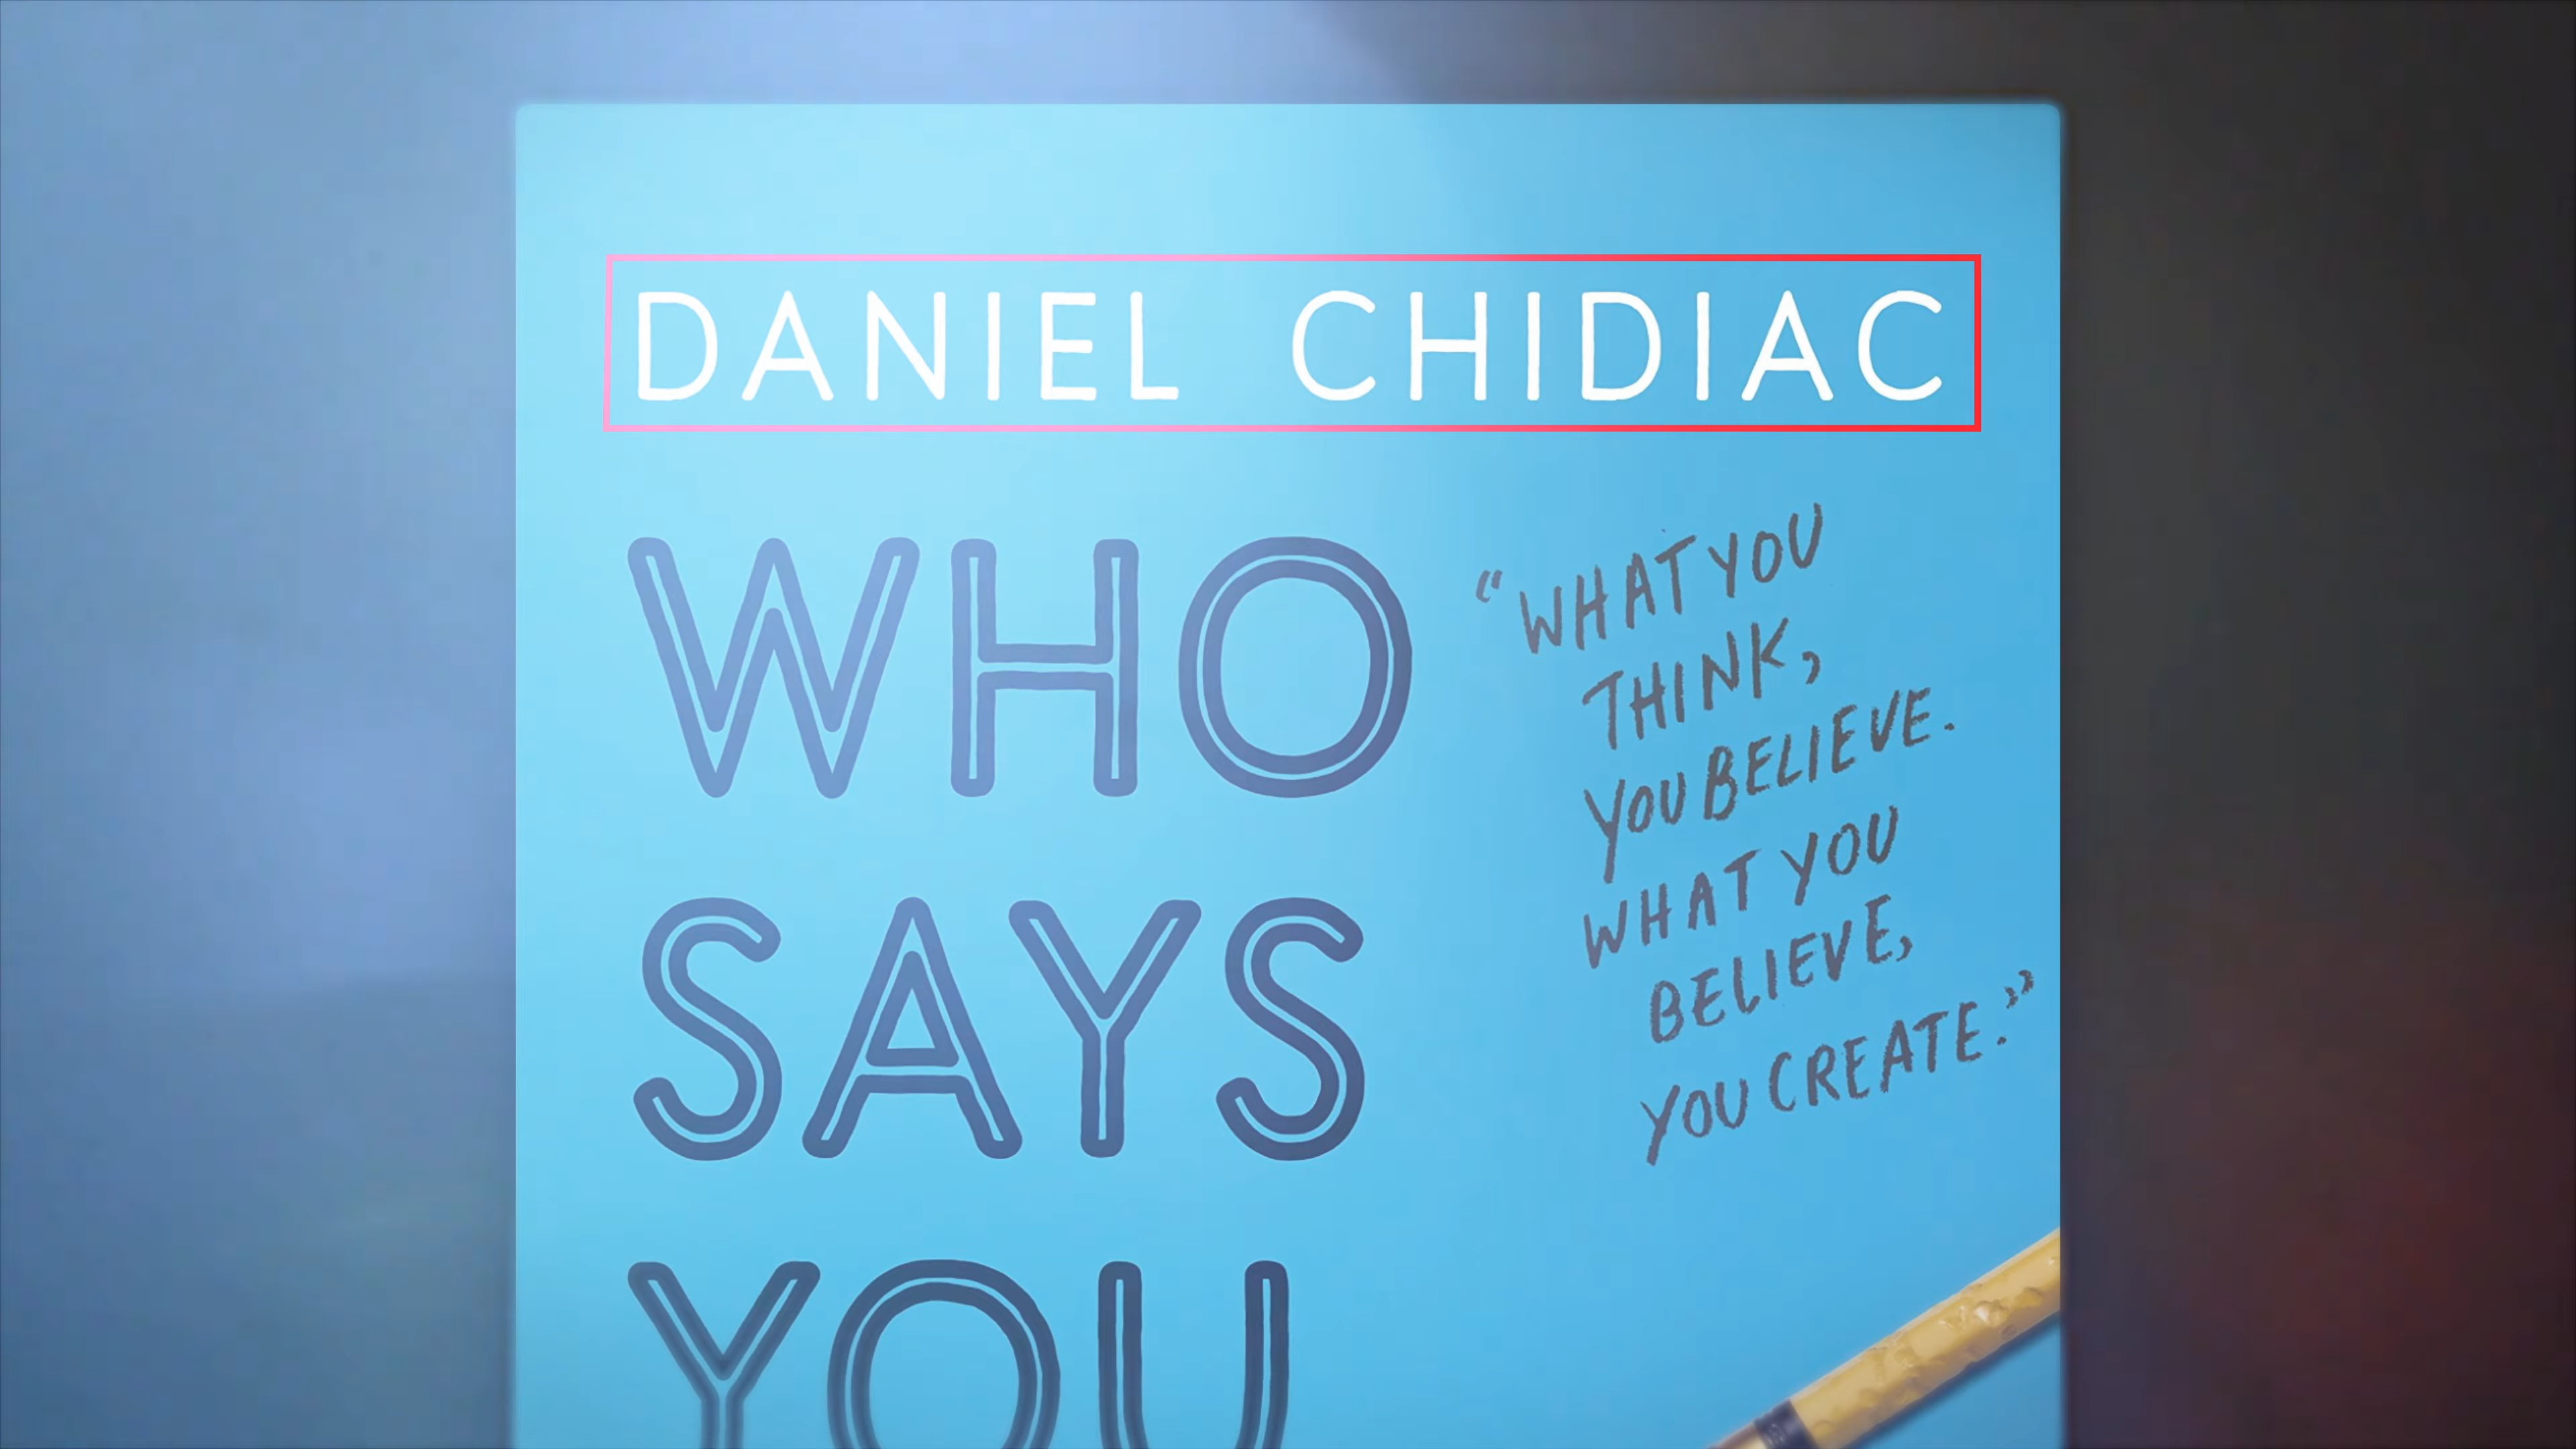 DANIEL CHIDIAC
WHO
SAYS
YOU
“WHAT YOU
THINK,
YOU BELIEVE.
WHAT YOU
BELIEVE,
YOU CREATE.”